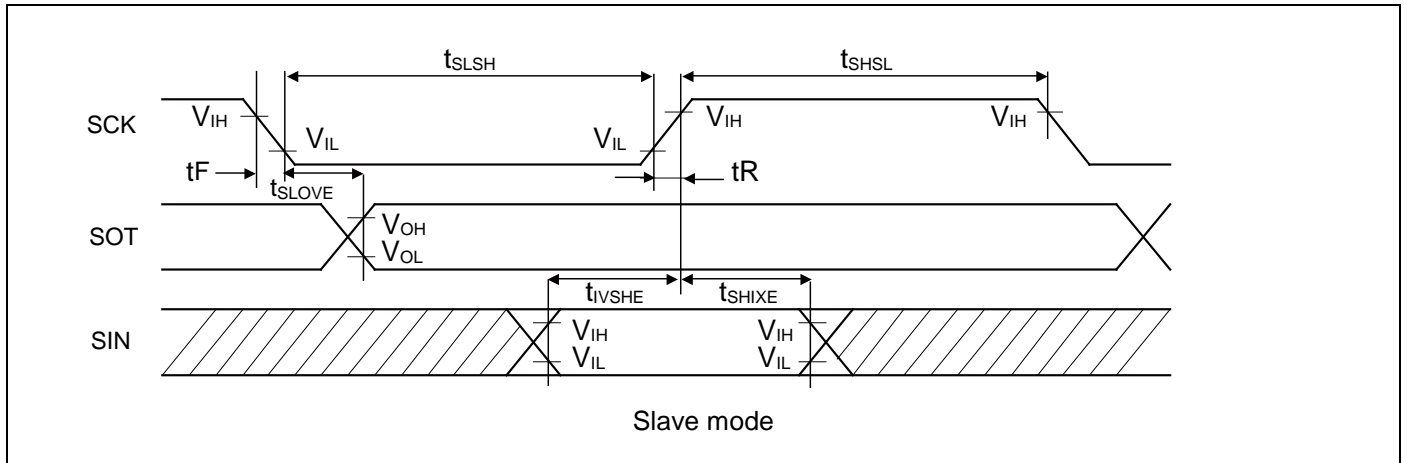 tSLSH
tSHSL
SCK
VIH
VIL
VIL
VIH
VIH
tF
tSLOVE
tR
SOT
VOH
VOL
tIVSHE
tSHIXE
SIN
VIH
VIL
VIH
VIL
Slave mode